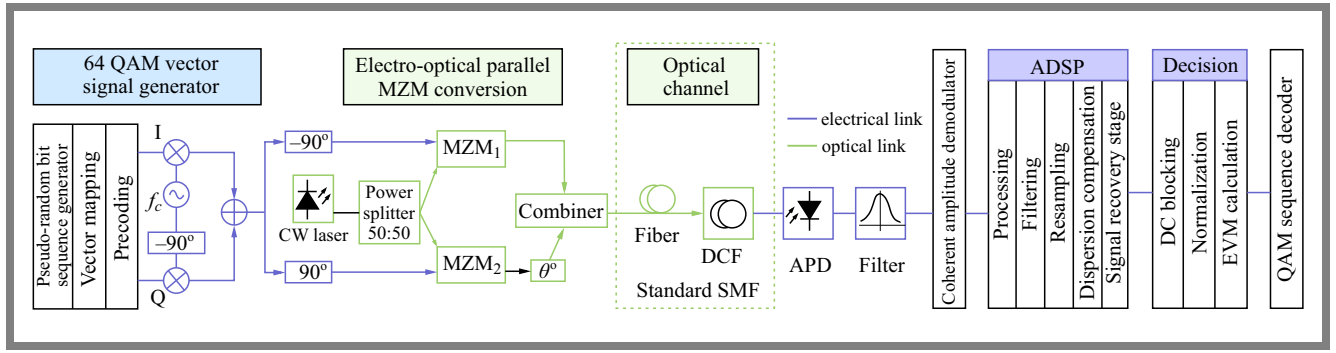 64 QAM vector
signal generator
Electro-optical parallel
MZM conversion
Optical
channel
ADSP
Decision
electrical link
optical link
Pseudo-random bit
sequence generator
Vector mapping
Precoding
I
f_c
–90°
Q
–90°
90°
CW laser
Power
splitter
50:50
MZM₁
MZM₂
θ°
Combiner
Fiber
DCF
Standard SMF
APD
Filter
Coherent amplitude demodulator
Processing
Filtering
Resampling
Dispersion compensation
Signal recovery stage
DC blocking
Normalization
EVM calculation
QAM sequence decoder